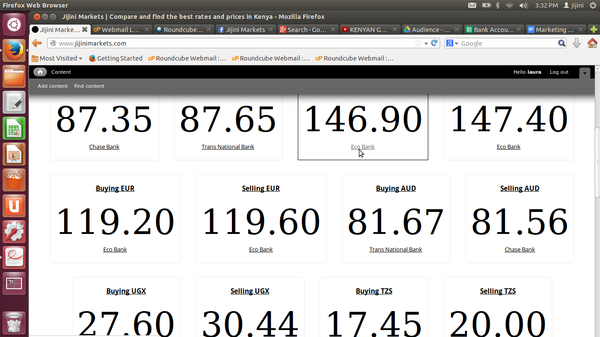 Firefox Web Browser
3:32 PM
jijini
Jijini Markets | Compare and find the best rates and prices in Kenya - Mozilla Firefox
Jijini Mar...
Webmail L...
Roundcub...
Jijini Markets
Search - Go...
KENYAN G...
Audience - ...
Bank Accou...
Marketing ...
www.jijinimarkets.com
Google
Most Visited
Getting Started
Roundcube Webmail :...
Roundcube Webmail :...
Roundcube Webmail :...
Content
Hello laura
Log out
Add content
Find content
87.35
87.65
146.90
147.40
Chase Bank
Trans National Bank
Eco Bank
Eco Bank
Buying EUR
Selling EUR
Buying AUD
Selling AUD
119.20
119.60
81.67
81.56
Eco Bank
Eco Bank
Trans National Bank
Chase Bank
Buying UGX
Selling UGX
Buying TZS
Selling TZS
27.60
30.44
17.45
20.00